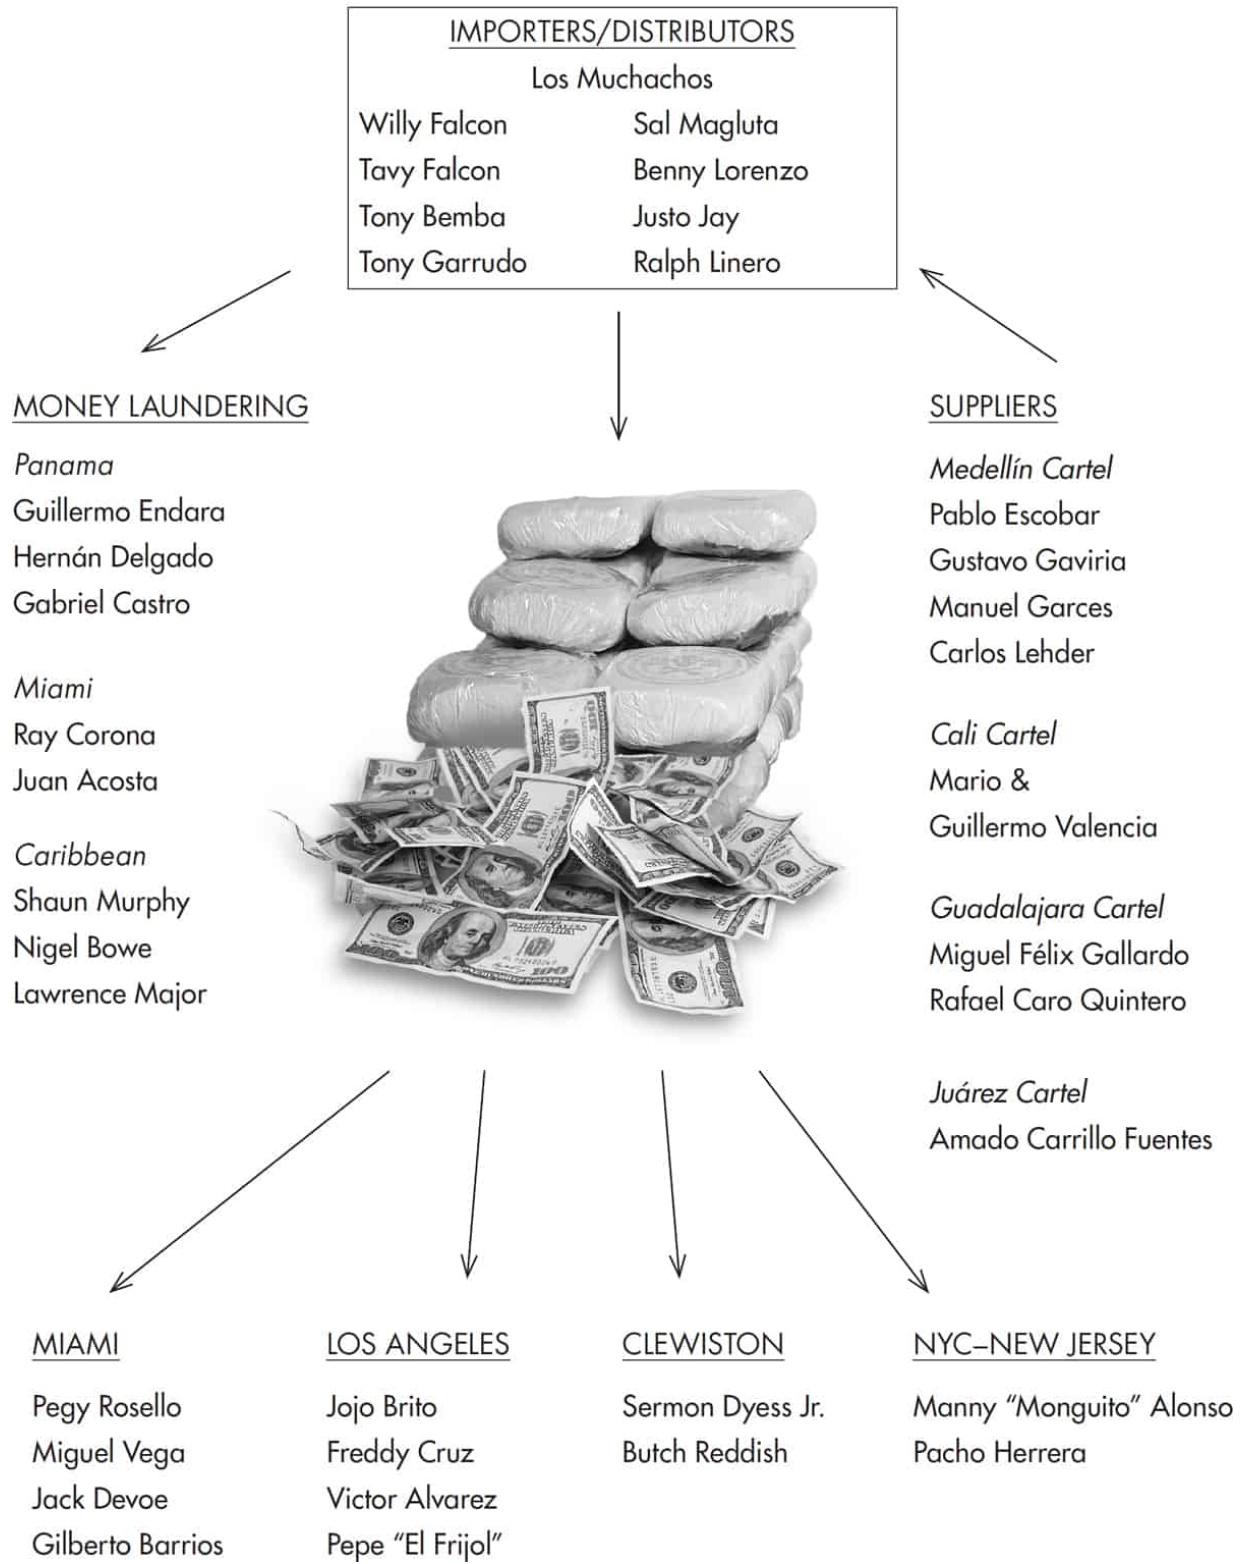 IMPORTERS/DISTRIBUTORS
Los Muchachos
Willy Falcon
Sal Magluta
Tavy Falcon
Benny Lorenzo
Tony Bemba
Justo Jay
Tony Garrudo
Ralph Linero
MONEY LAUNDERING
Panama
Guillermo Endara
Hernán Delgado
Gabriel Castro
Miami
Ray Corona
Juan Acosta
Caribbean
Shaun Murphy
Nigel Bowe
Lawrence Major
SUPPLIERS
Medellín Cartel
Pablo Escobar
Gustavo Gaviria
Manuel Garces
Carlos Lehder
Cali Cartel
Mario &
Guillermo Valencia
Guadalajara Cartel
Miguel Félix Gallardo
Rafael Caro Quintero
Juárez Cartel
Amado Carrillo Fuentes
100
MIAMI
Pegy Rosello
Miguel Vega
Jack Devoe
Gilberto Barrios
LOS ANGELES
Jojo Brito
Freddy Cruz
Victor Alvarez
Pepe “El Frijol”
CLEWISTON
Sermon Dyess Jr.
Butch Reddish
NYC–NEW JERSEY
Manny “Monguito” Alonso
Pacho Herrera